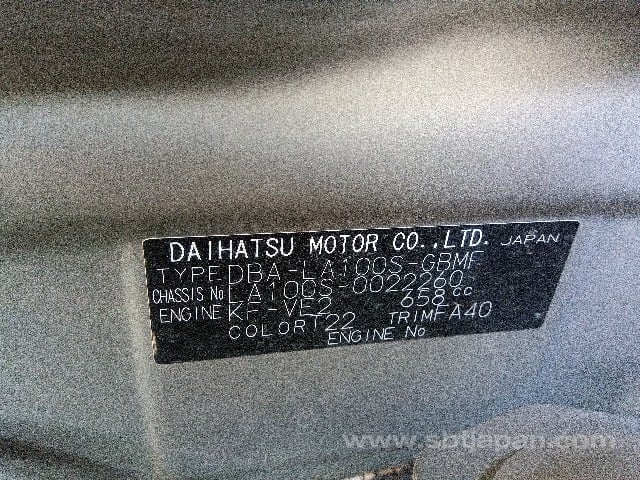 DAIHATSU MOTOR CO.,LTD. JAPAN
TYPE DBA-LA100S-GBMF
CHASSIS No LA100S-0022260
ENGINE KF-VE2 658cc
COLOR T22 TRIM FA40
ENGINE No
www.sbtjapan.com